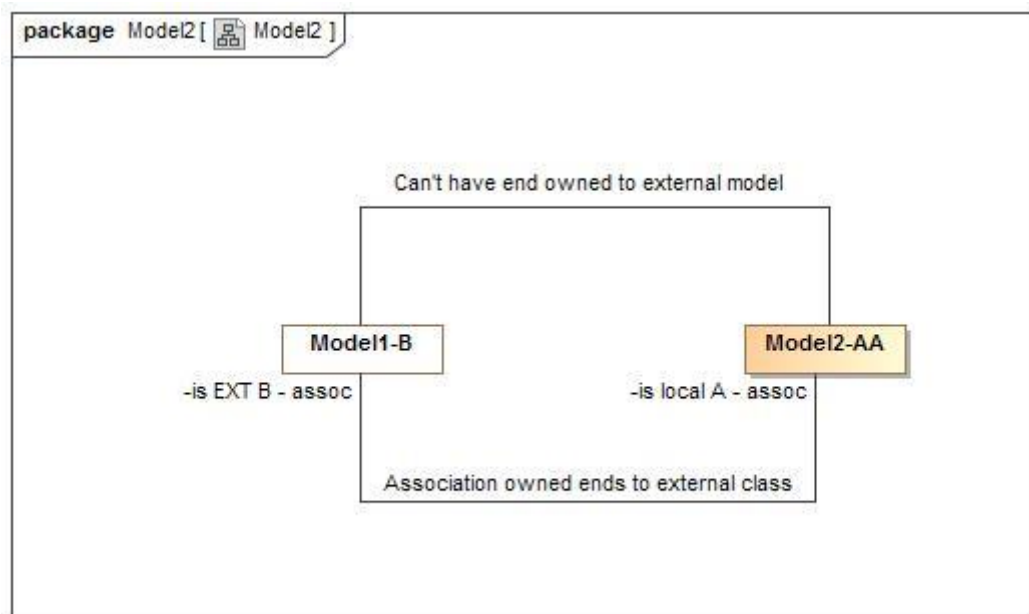 package Model2 [ Model2 ]
Can't have end owned to external model
Model1-B
Model2-AA
-is EXT B - assoc
-is local A - assoc
Association owned ends to external class